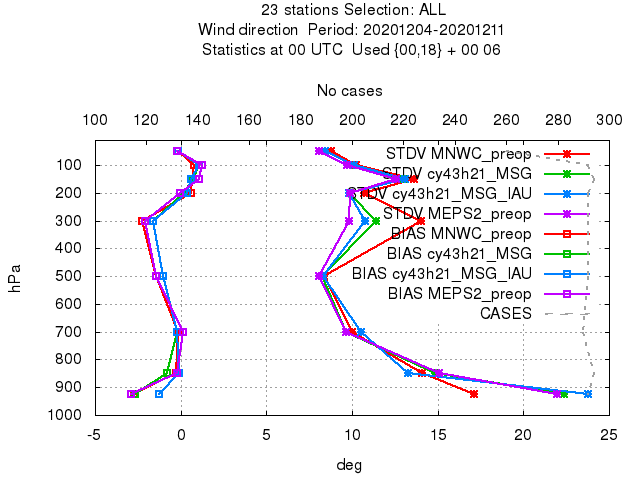 23 stations Selection: ALL
Wind direction  Period: 20201204-20201211
Statistics at 00 UTC  Used {00,18} + 00 06
No cases
100 120 140 160 180 200 220 240 260 280 300
STDV MNWC_preop
100
STDV cy43h21_MSG
STDV cy43h21_MSG_IAU
200
STDV MEPS2_preop
300
BIAS MNWC_preop
400
BIAS cy43h21_MSG
hPa
BIAS cy43h21_MSG_IAU
500
BIAS MEPS2_preop
600
CASES
700
800
900
1000
-5 0 5 10 15 20 25
deg